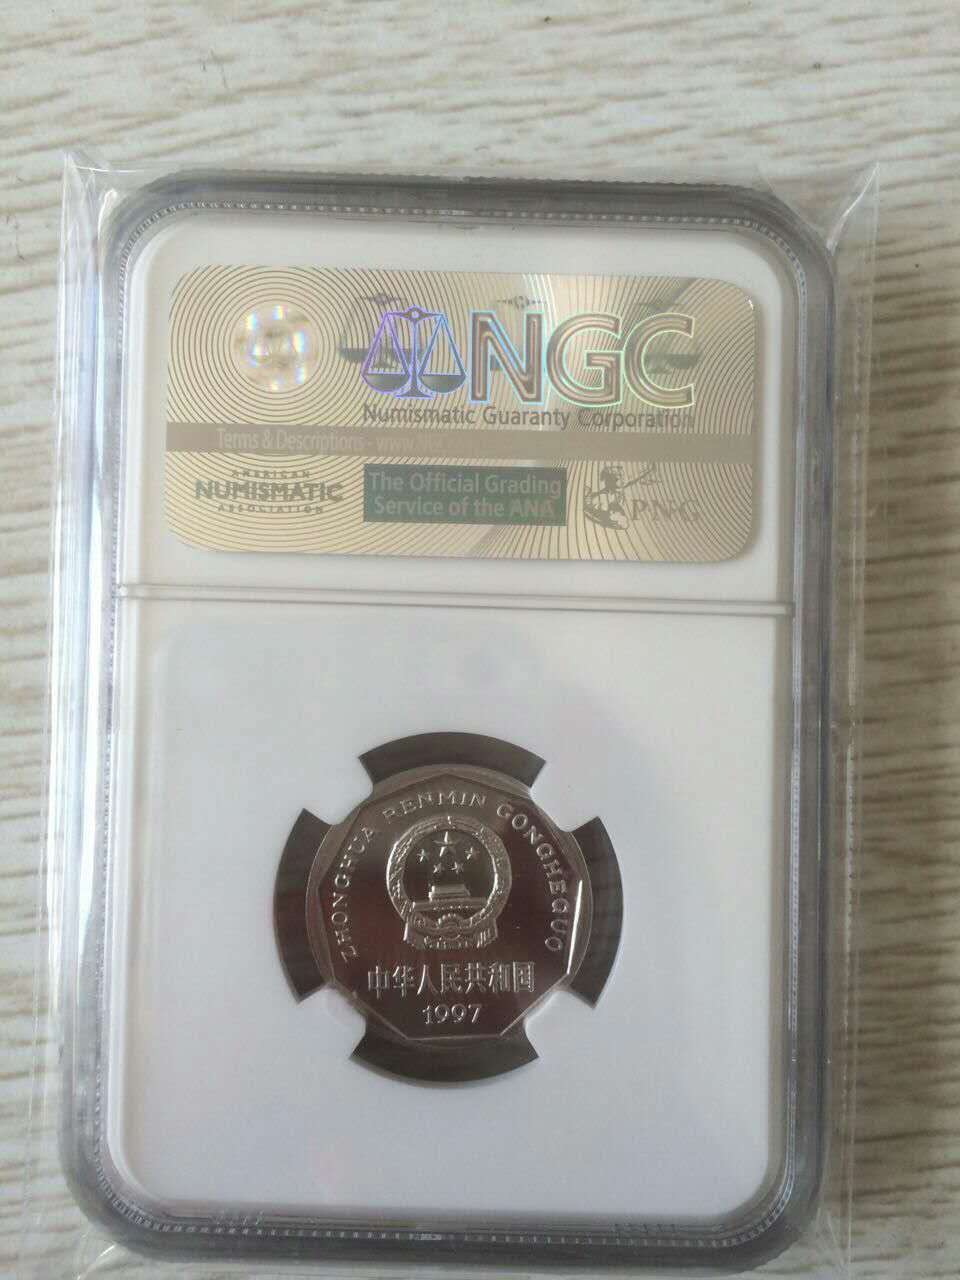 NGC
Numismatic Guaranty Corporation
Terms & Descriptions - www.
AMERICAN
NUMISMATIC
ASSOCIATION
The Official Grading
Service of the ANA
PNG
ZHONGHUA RENMIN GONGHEGUO
中华人民共和国
1997